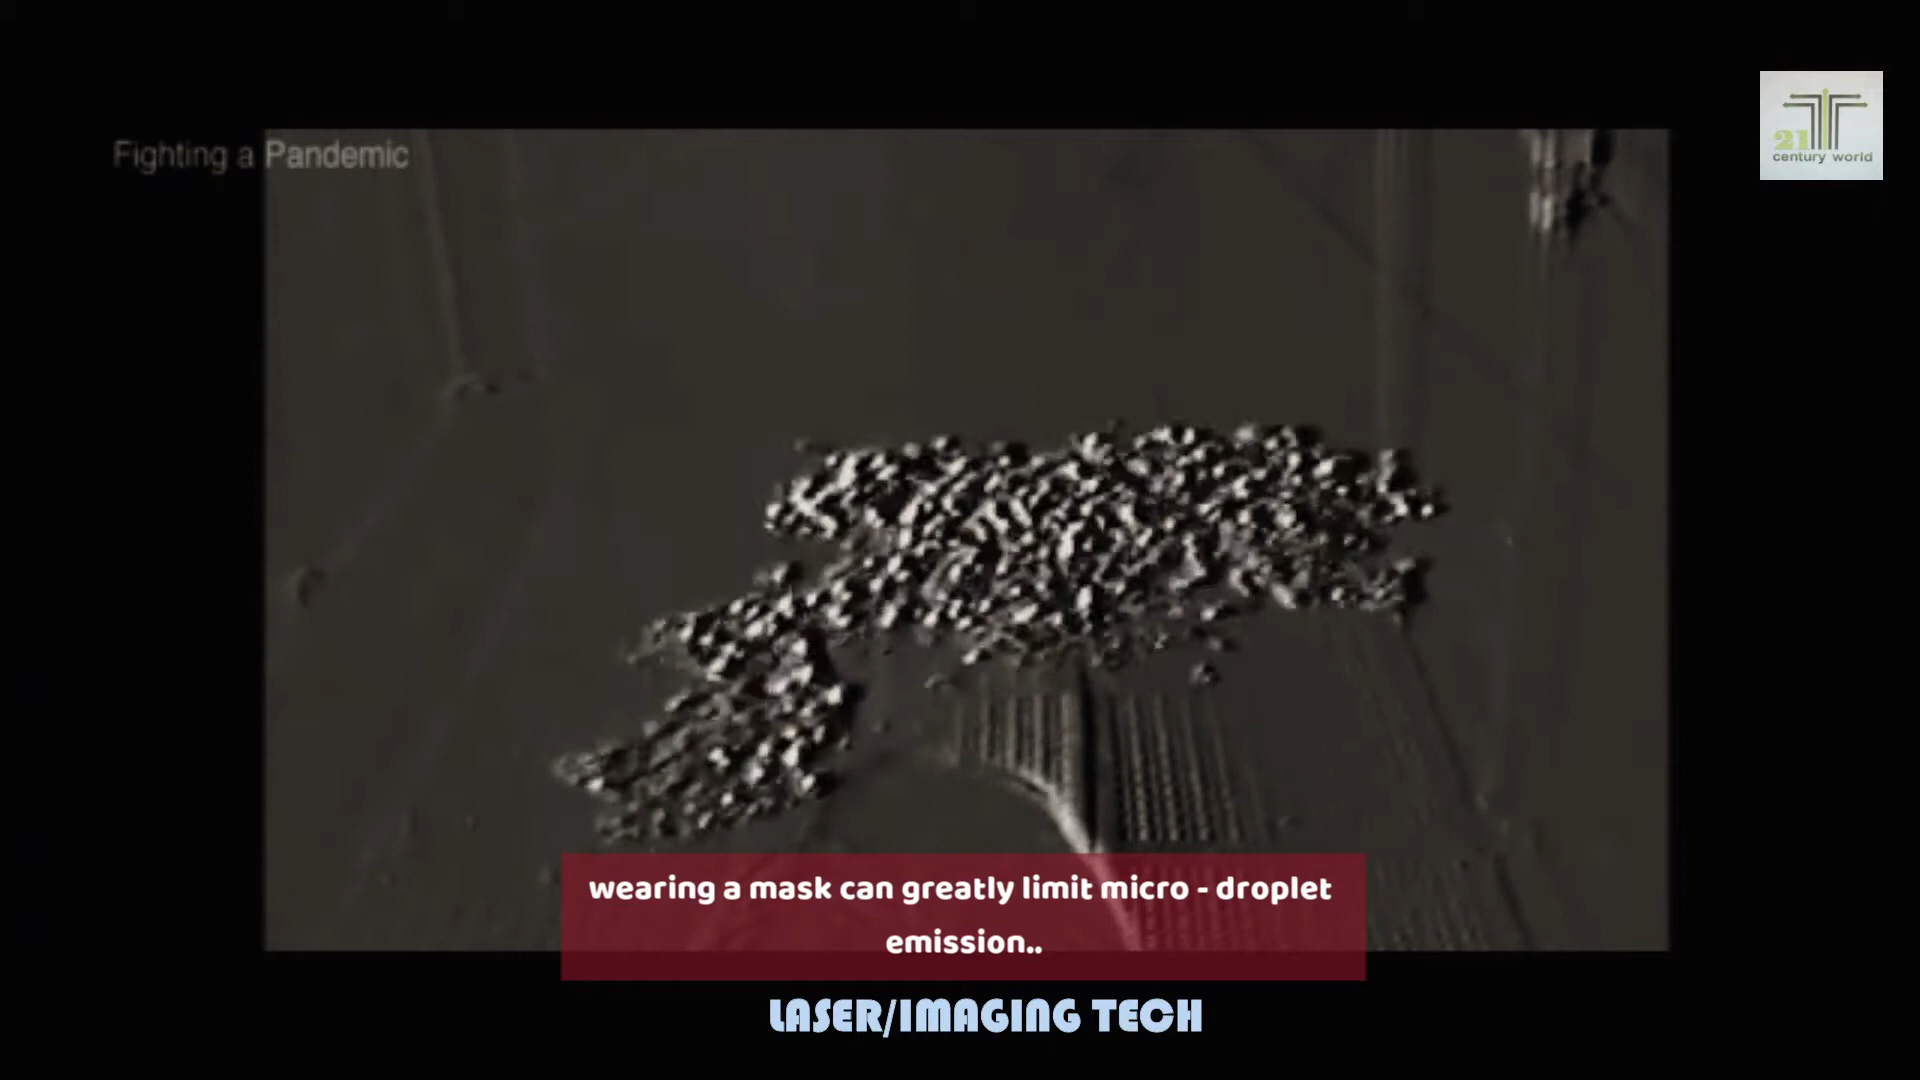 Fighting a Pandemic
21
century world
wearing a mask can greatly limit micro - droplet
emission..
LASER/IMAGING TECH